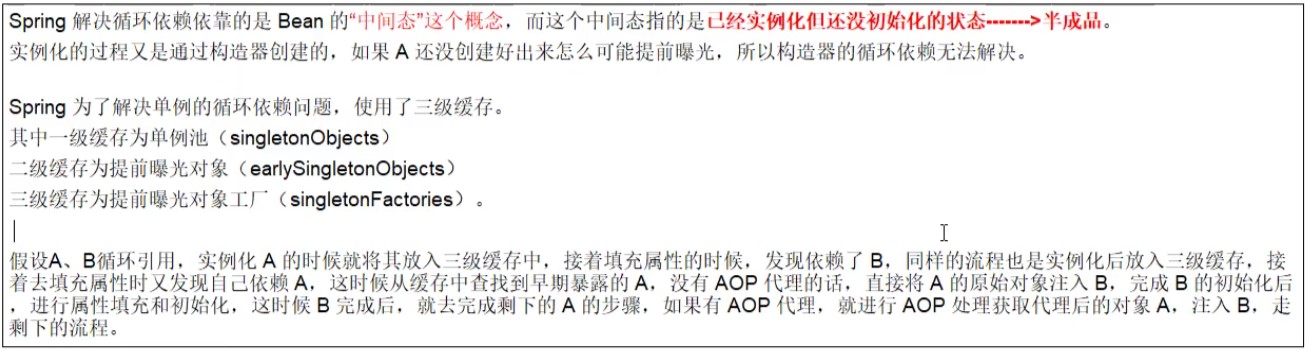 Spring 解决循环依赖依靠的是 Bean 的“中间态”这个概念，而这个中间态指的是已经实例化但还没初始化的状态------->半成品。
实例化的过程又是通过构造器创建的，如果 A 还没创建好出来怎么可能提前曝光，所以构造器的循环依赖无法解决。
Spring 为了解决单例的循环依赖问题，使用了三级缓存。
其中一级缓存为单例池（singletonObjects）
二级缓存为提前曝光对象（earlySingletonObjects）
三级缓存为提前曝光对象工厂（singletonFactories）。
假设A、B循环引用，实例化 A 的时候就将其放入三级缓存中，接着填充属性的时候，发现依赖了 B，同样的流程也是实例化后放入三级缓存，接
着去填充属性时又发现自己依赖 A，这时候从缓存中查找到早期暴露的 A，没有 AOP 代理的话，直接将 A 的原始对象注入 B，完成 B 的初始化后
，进行属性填充和初始化，这时候 B 完成后，就去完成剩下的 A 的步骤，如果有 AOP 代理，就进行 AOP 处理获取代理后的对象 A，注入 B，走
剩下的流程。